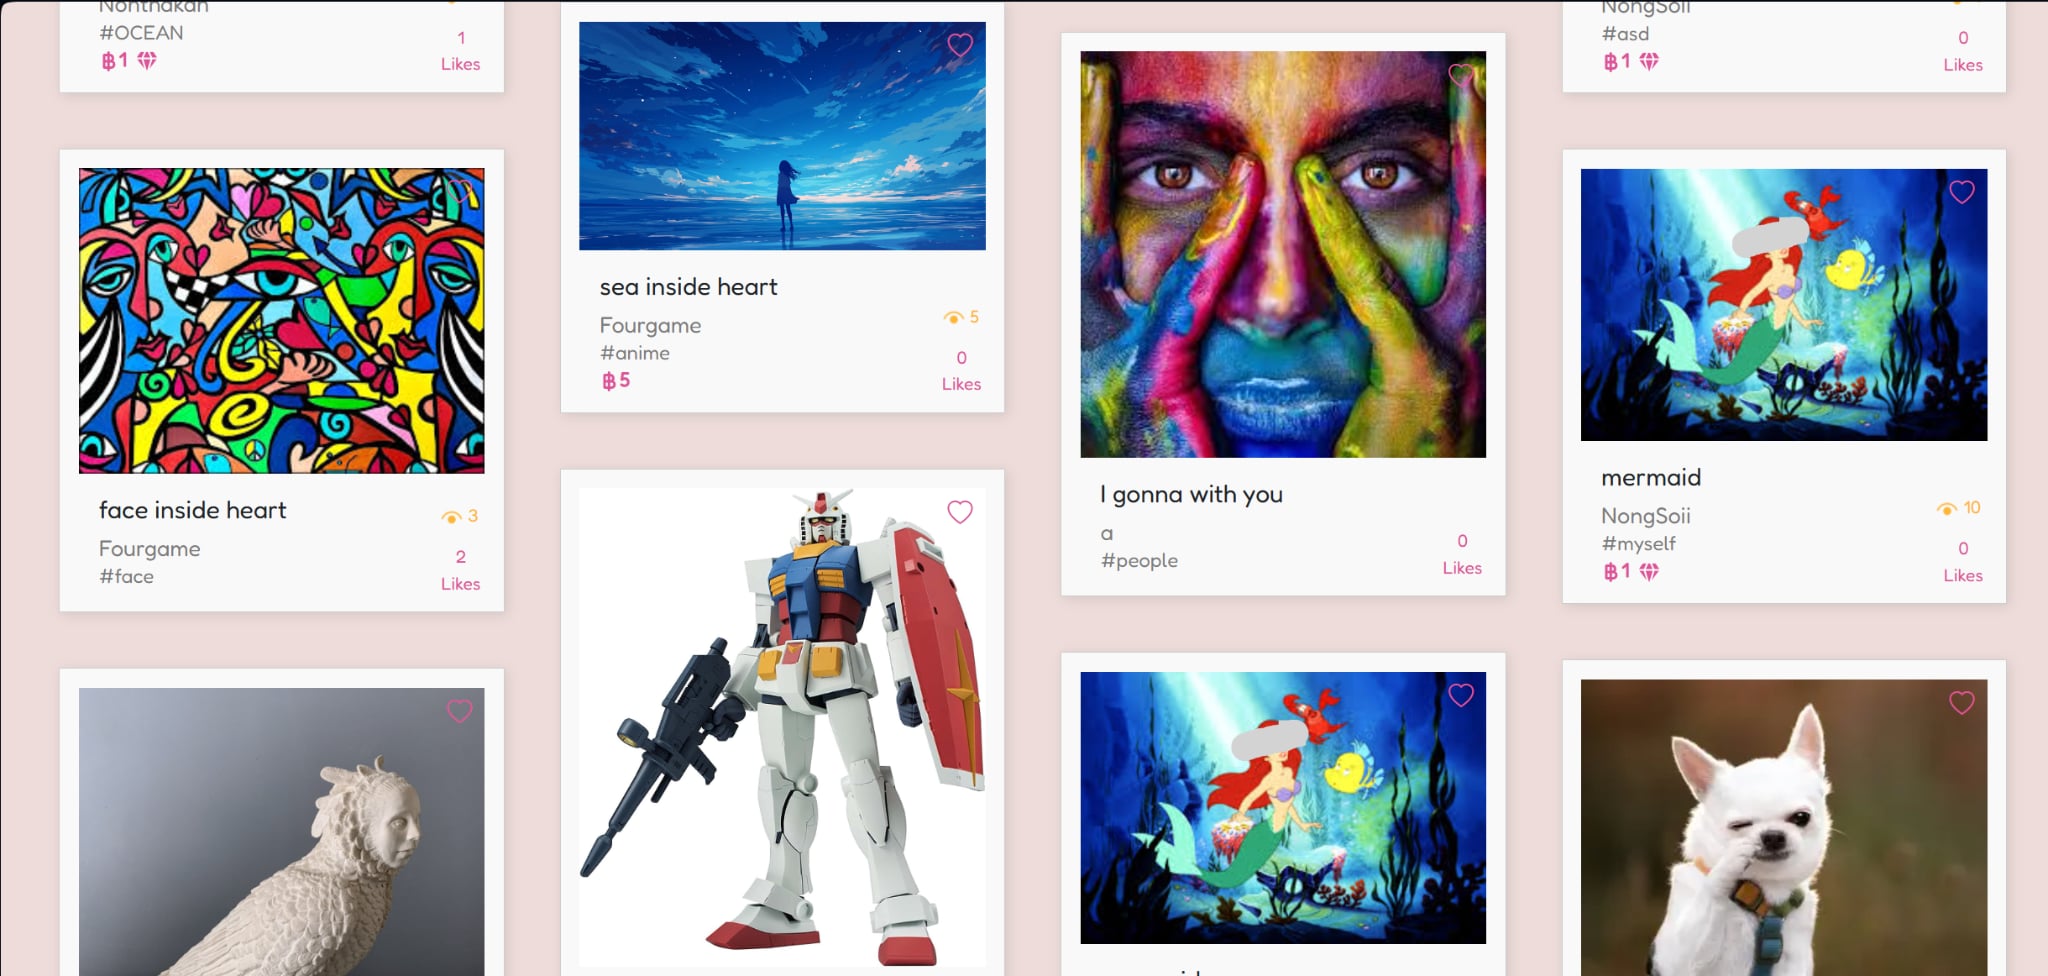 Nonthakan
#OCEAN
฿1
1
Likes
face inside heart
3
Fourgame
#face
2
Likes
sea inside heart
5
Fourgame
#anime
฿5
0
Likes
I gonna with you
a
#people
0
Likes
NongSoii
#asd
฿1
0
Likes
mermaid
10
NongSoii
#myself
฿1
0
Likes